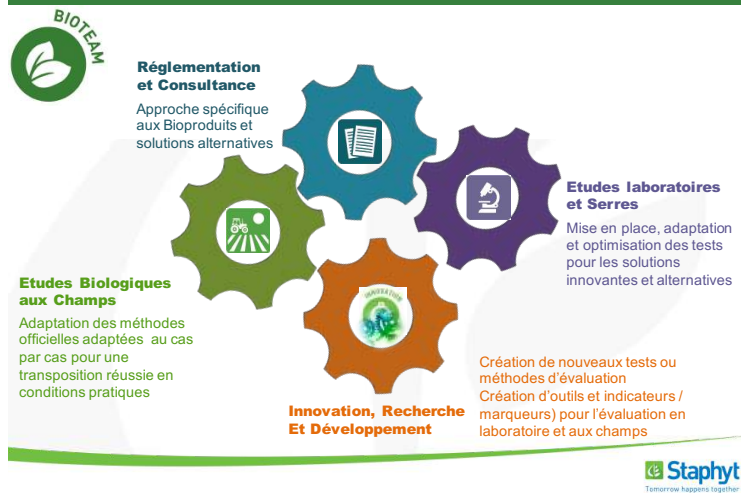 BIOTEAM
Réglementation
et Consultance
Approche spécifique
aux Bioproduits et
solutions alternatives
Etudes laboratoires
et Serres
Mise en place, adaptation
et optimisation des tests
pour les solutions
innovantes et alternatives
Etudes Biologiques
aux Champs
Adaptation des méthodes
officielles adaptées au cas
par cas pour une
transposition réussie en
conditions pratiques
INNOVATION
Innovation, Recherche
Et Développement
Création de nouveaux tests ou
méthodes d'évaluation
Création d'outils et indicateurs /
marqueurs) pour l'évaluation en
laboratoire et aux champs
Staphyt
Tomorrow happens together